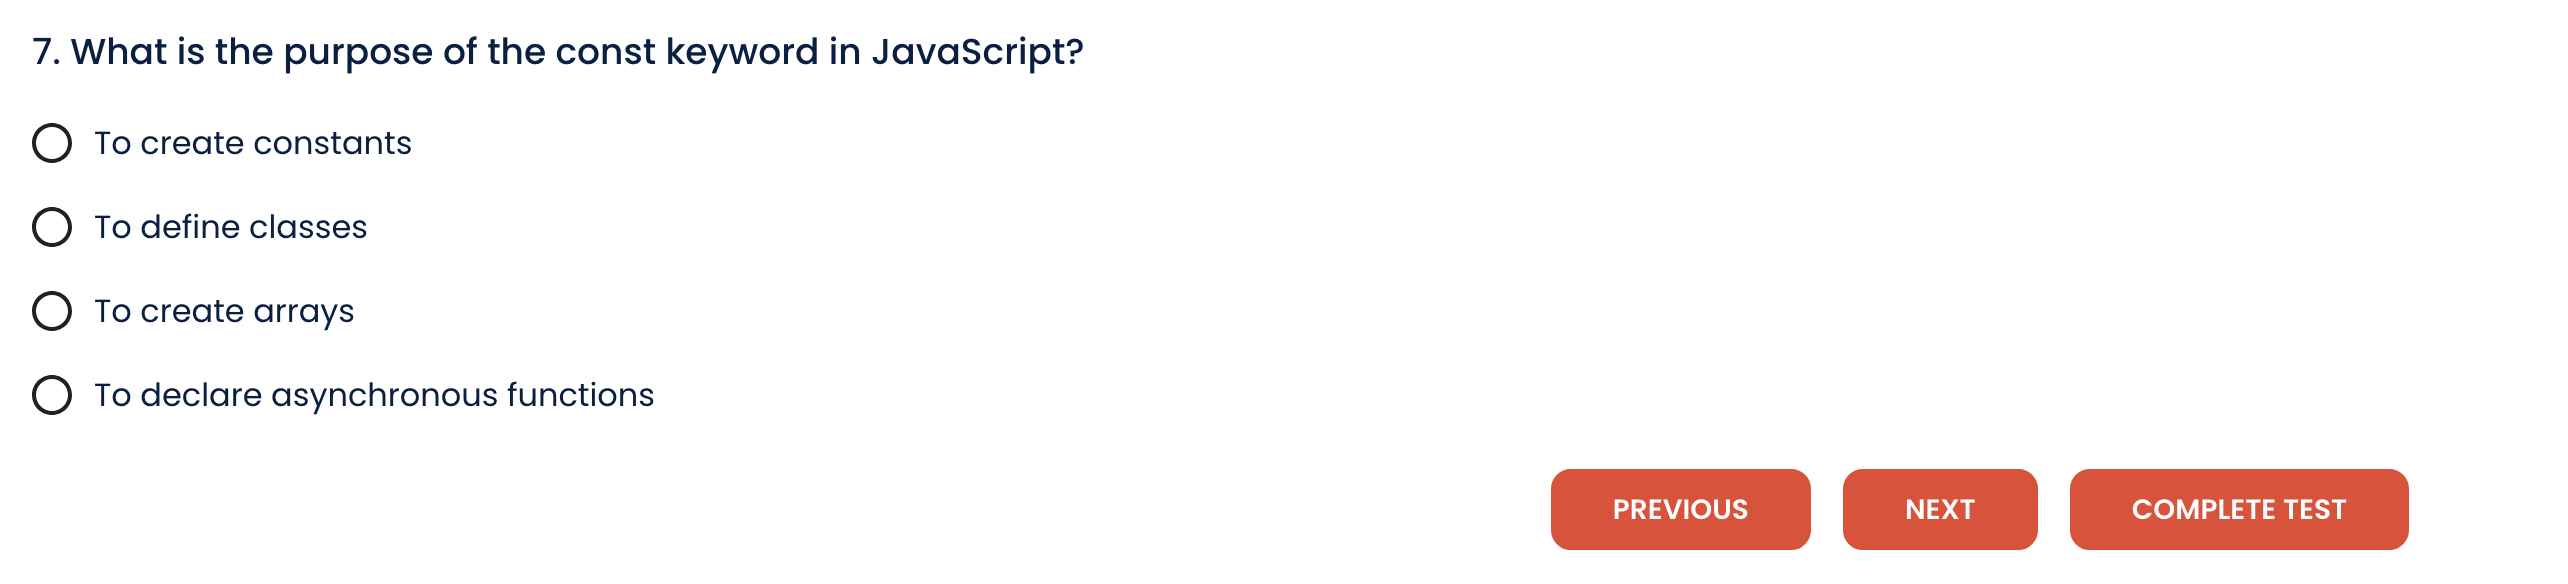 7. What is the purpose of the const keyword in JavaScript?
To create constants
To define classes
To create arrays
To declare asynchronous functions
PREVIOUS NEXT COMPLETE TEST